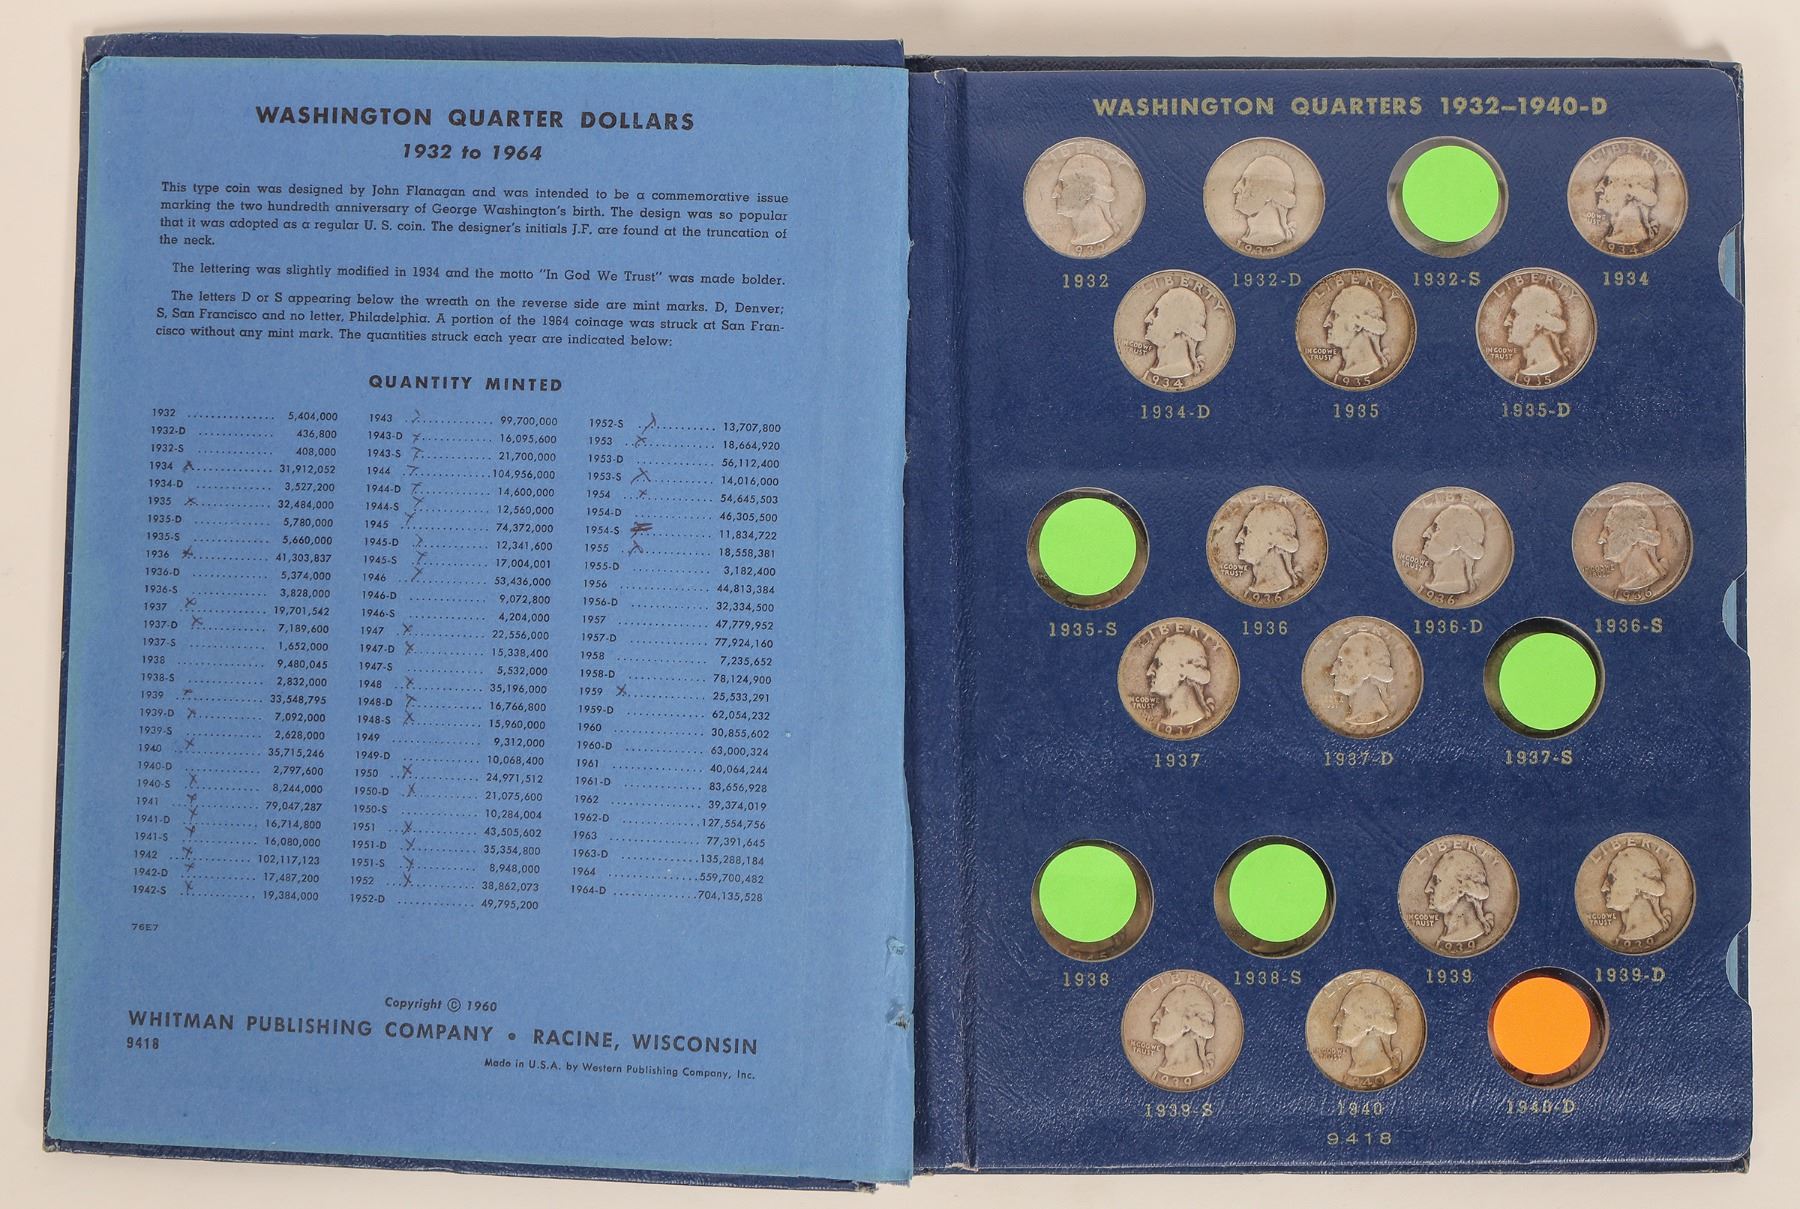 WASHINGTON QUARTER DOLLARS
1932 to 1964
This type coin was designed by John Flanagan and was intended to be a commemorative issue
marking the two hundredth anniversary of George Washington's birth. The design was so popular
that it was adopted as a regular U. S. coin. The designer's initials J.F. are found at the truncation of
the neck.
The lettering was slightly modified in 1934 and the motto "In God We Trust" was made bolder.
The letters D or S appearing below the wreath on the reverse side are mint marks. D, Denver;
S, San Francisco and no letter, Philadelphia. A portion of the 1964 coinage was struck at San Fran-
cisco without any mint mark. The quantities struck each year are indicated below:
QUANTITY MINTED
1932 .............. 5,404,000
1932-D ............ 436,800
1932-S ............ 408,000
1934 .............. 31,912,052
1934-D ............ 3,527,200
1935 .............. 32,484,000
1935-D ............ 5,780,000
1935-S ............ 5,660,000
1936 .............. 41,303,837
1936-D ............ 5,374,000
1936-S ............ 3,828,000
1937 .............. 19,701,542
1937-D ............ 7,189,600
1937-S ............ 1,652,000
1938 .............. 9,480,045
1938-S ............ 2,832,000
1939 .............. 33,548,795
1939-D ............ 7,092,000
1939-S ............ 2,628,000
1940 .............. 35,715,246
1940-D ............ 2,797,600
1940-S ............ 8,244,000
1941 .............. 79,047,287
1941-D ............ 16,714,800
1941-S ............ 16,080,000
1942 .............. 102,117,123
1942-D ............ 17,487,200
1942-S ............ 19,384,000
1943 .............. 99,700,000
1943-D ............ 16,095,600
1943-S ............ 21,700,000
1944 .............. 104,956,000
1944-D ............ 14,600,000
1944-S ............ 12,560,000
1945 .............. 74,372,000
1945-D ............ 12,341,600
1945-S ............ 17,004,001
1946 .............. 53,436,000
1946-D ............ 9,072,800
1946-S ............ 4,204,000
1947 .............. 22,556,000
1947-D ............ 15,338,400
1947-S ............ 5,532,000
1948 .............. 35,196,000
1948-D ............ 16,766,800
1948-S ............ 15,960,000
1949 .............. 9,312,000
1949-D ............ 10,068,400
1950 .............. 24,971,512
1950-D ............ 21,075,600
1950-S ............ 10,284,004
1951 .............. 43,505,602
1951-D ............ 35,354,800
1951-S ............ 8,948,000
1952 .............. 38,862,073
1952-D ............ 49,795,200
1952-S ............ 13,707,800
1953 .............. 18,664,920
1953-D ............ 56,112,400
1953-S ............ 14,016,000
1954 .............. 54,645,503
1954-D ............ 46,305,500
1954-S ............ 11,834,722
1955 .............. 18,558,381
1955-D ............ 3,182,400
1956 .............. 44,813,384
1956-D ............ 32,334,500
1957 .............. 47,779,952
1957-D ............ 77,924,160
1958 .............. 7,235,652
1958-D ............ 78,124,900
1959 .............. 25,533,291
1959-D ............ 62,054,232
1960 .............. 30,855,602
1960-D ............ 63,000,324
1961 .............. 40,064,244
1961-D ............ 83,656,928
1962 .............. 39,374,019
1962-D ............ 127,554,756
1963 .............. 77,391,645
1963-D ............ 135,288,184
1964 .............. 559,700,482
1964-D ............ 704,135,528
76E7
Copyright © 1960
WHITMAN PUBLISHING COMPANY • RACINE, WISCONSIN
9418
Made in U.S.A. by Western Publishing Company, Inc.
WASHINGTON QUARTERS 1932-1940-D
1932 1932-D 1932-S 1934
1934-D 1935 1935-D
1935-S 1936 1936-D 1936-S
1937 1937-D 1937-S
1938 1938-S 1939 1939-D
1939-S 1940 1940-D
9418